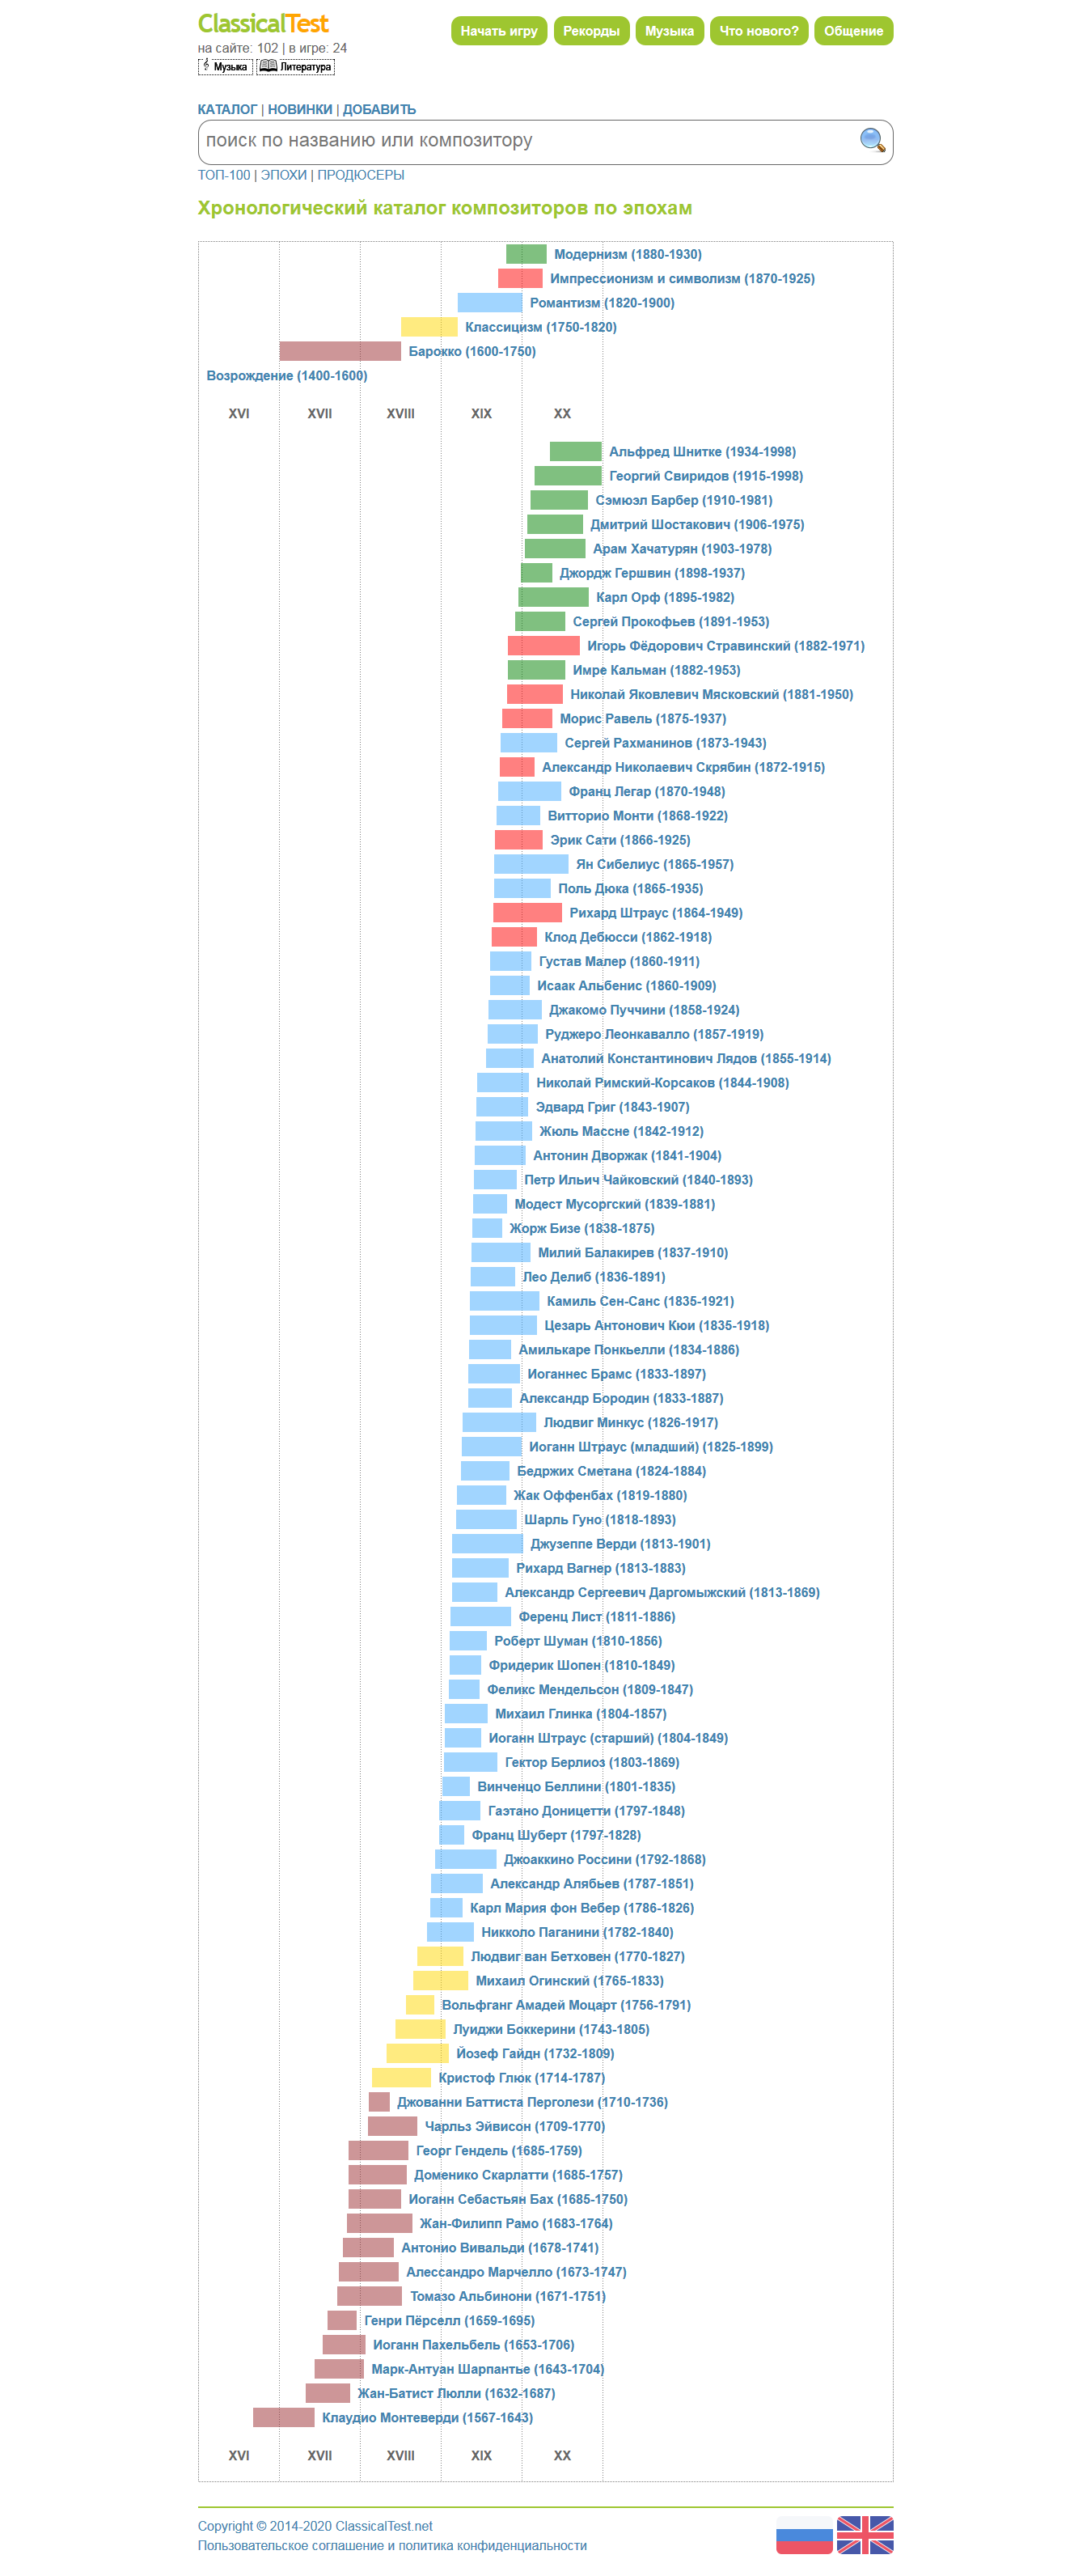 ClassicalTest
Начать игру Рекорды Музыка Что нового? Общение
на сайте: 102 | в игре: 24
Музыка Литература
КАТАЛОГ | НОВИНКИ | ДОБАВИТЬ
поиск по названию или композитору
ТОП-100 | ЭПОХИ | ПРОДЮСЕРЫ
Хронологический каталог композиторов по эпохам
Модернизм (1880-1930)
Импрессионизм и символизм (1870-1925)
Романтизм (1820-1900)
Классицизм (1750-1820)
Барокко (1600-1750)
Возрождение (1400-1600)
XVI XVII XVIII XIX XX
Альфред Шнитке (1934-1998)
Георгий Свиридов (1915-1998)
Сэмюэл Барбер (1910-1981)
Дмитрий Шостакович (1906-1975)
Арам Хачатурян (1903-1978)
Джордж Гершвин (1898-1937)
Карл Орф (1895-1982)
Сергей Прокофьев (1891-1953)
Игорь Фёдорович Стравинский (1882-1971)
Имре Кальман (1882-1953)
Николай Яковлевич Мясковский (1881-1950)
Морис Равель (1875-1937)
Сергей Рахманинов (1873-1943)
Александр Николаевич Скрябин (1872-1915)
Франц Легар (1870-1948)
Витторио Монти (1868-1922)
Эрик Сати (1866-1925)
Ян Сибелиус (1865-1957)
Поль Дюка (1865-1935)
Рихард Штраус (1864-1949)
Клод Дебюсси (1862-1918)
Густав Малер (1860-1911)
Исаак Альбенис (1860-1909)
Джакомо Пуччини (1858-1924)
Руджеро Леонкавалло (1857-1919)
Анатолий Константинович Лядов (1855-1914)
Николай Римский-Корсаков (1844-1908)
Эдвард Григ (1843-1907)
Жюль Массне (1842-1912)
Антонин Дворжак (1841-1904)
Петр Ильич Чайковский (1840-1893)
Модест Мусоргский (1839-1881)
Жорж Бизе (1838-1875)
Милий Балакирев (1837-1910)
Лео Делиб (1836-1891)
Камиль Сен-Санс (1835-1921)
Цезарь Антонович Кюи (1835-1918)
Амилькаре Понкьелли (1834-1886)
Иоганнес Брамс (1833-1897)
Александр Бородин (1833-1887)
Людвиг Минкус (1826-1917)
Иоганн Штраус (младший) (1825-1899)
Бедржих Сметана (1824-1884)
Жак Оффенбах (1819-1880)
Шарль Гуно (1818-1893)
Джузеппе Верди (1813-1901)
Рихард Вагнер (1813-1883)
Александр Сергеевич Даргомыжский (1813-1869)
Ференц Лист (1811-1886)
Роберт Шуман (1810-1856)
Фридерик Шопен (1810-1849)
Феликс Мендельсон (1809-1847)
Михаил Глинка (1804-1857)
Иоганн Штраус (старший) (1804-1849)
Гектор Берлиоз (1803-1869)
Винченцо Беллини (1801-1835)
Гаэтано Доницетти (1797-1848)
Франц Шуберт (1797-1828)
Джоаккино Россини (1792-1868)
Александр Алябьев (1787-1851)
Карл Мария фон Вебер (1786-1826)
Никколо Паганини (1782-1840)
Людвиг ван Бетховен (1770-1827)
Михаил Огинский (1765-1833)
Вольфганг Амадей Моцарт (1756-1791)
Луиджи Боккерини (1743-1805)
Йозеф Гайдн (1732-1809)
Кристоф Глюк (1714-1787)
Джованни Баттиста Перголези (1710-1736)
Чарльз Эйвисон (1709-1770)
Георг Гендель (1685-1759)
Доменико Скарлатти (1685-1757)
Иоганн Себастьян Бах (1685-1750)
Жан-Филипп Рамо (1683-1764)
Антонио Вивальди (1678-1741)
Алессандро Марчелло (1673-1747)
Томазо Альбинони (1671-1751)
Генри Пёрселл (1659-1695)
Иоганн Пахельбель (1653-1706)
Марк-Антуан Шарпантье (1643-1704)
Жан-Батист Люлли (1632-1687)
Клаудио Монтеверди (1567-1643)
XVI XVII XVIII XIX XX
Copyright © 2014-2020 ClassicalTest.net
Пользовательское соглашение и политика конфиденциальности